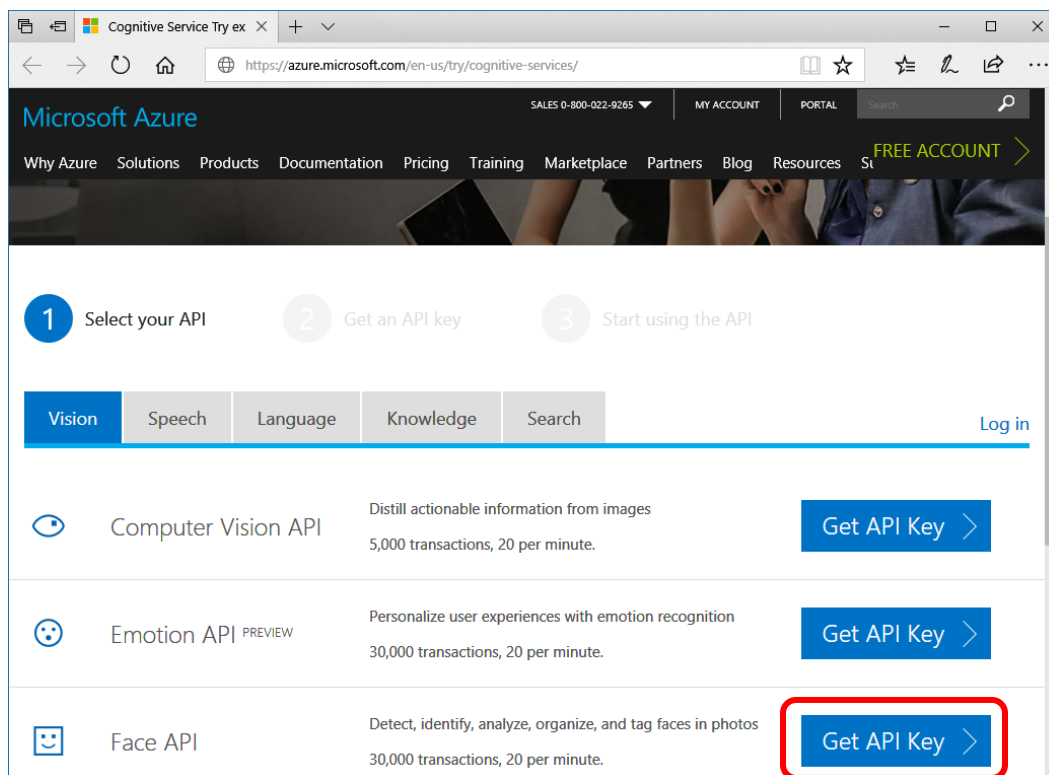 Cognitive Service Try ex
https://azure.microsoft.com/en-us/try/cognitive-services/
Microsoft Azure
SALES 0-800-022-9265 MY ACCOUNT PORTAL Search
Why Azure Solutions Products Documentation Pricing Training Marketplace Partners Blog Resources
FREE ACCOUNT
1 Select your API 2 Get an API key 3 Start using the API
Vision Speech Language Knowledge Search
Log in
Computer Vision API
Distill actionable information from images
5,000 transactions, 20 per minute.
Get API Key
Emotion API PREVIEW
Personalize user experiences with emotion recognition
30,000 transactions, 20 per minute.
Get API Key
Face API
Detect, identify, analyze, organize, and tag faces in photos
30,000 transactions, 20 per minute.
Get API Key